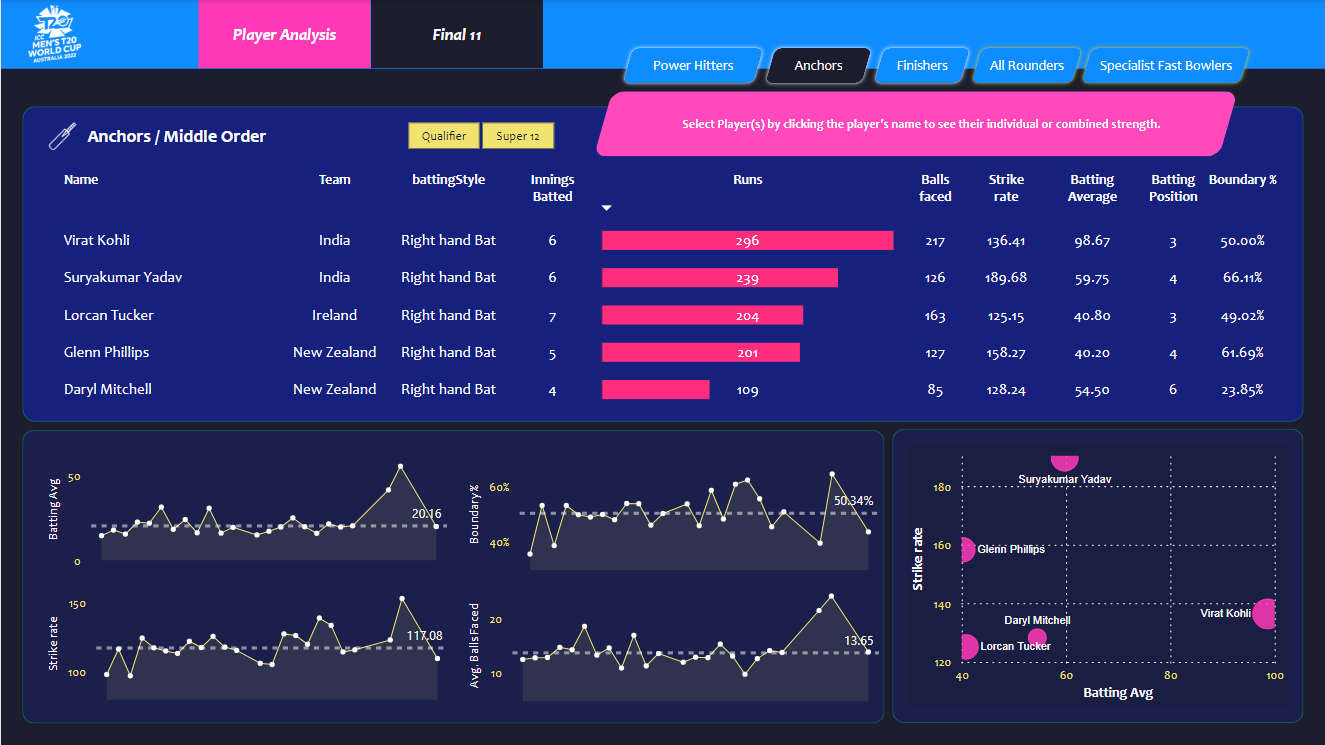 T20
ICC
MEN'S T20
WORLD CUP
AUSTRALIA 2022
Player Analysis
Final 11
Power Hitters
Anchors
Finishers
All Rounders
Specialist Fast Bowlers
Anchors / Middle Order
Qualifier
Super 12
Select Player(s) by clicking the player's name to see their individual or combined strength.
Name Team battingStyle Innings Batted Runs Balls faced Strike rate Batting Average Batting Position Boundary %
Virat Kohli India Right hand Bat 6 296 217 136.41 98.67 3 50.00%
Suryakumar Yadav India Right hand Bat 6 239 126 189.68 59.75 4 66.11%
Lorcan Tucker Ireland Right hand Bat 7 204 163 125.15 40.80 3 49.02%
Glenn Phillips New Zealand Right hand Bat 5 201 127 158.27 40.20 4 61.69%
Daryl Mitchell New Zealand Right hand Bat 4 109 85 128.24 54.50 6 23.85%
Batting Avg
50
0
20.16
Boundary%
60%
40%
50.34%
Strike rate
150
100
117.08
Avg. Balls Faced
20
10
13.65
Strike rate
180
160
140
120
Suryakumar Yadav
Glenn Phillips
Virat Kohli
Daryl Mitchell
Lorcan Tucker
40 60 80 100
Batting Avg